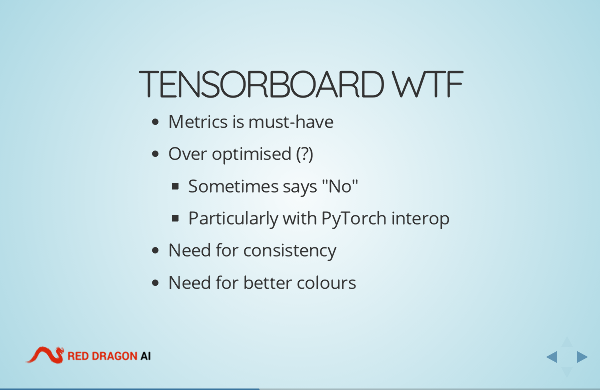 TENSORBOARD WTF
Metrics is must-have
Over optimised (?)
Sometimes says "No"
Particularly with PyTorch interop
Need for consistency
Need for better colours
RED DRAGON AI